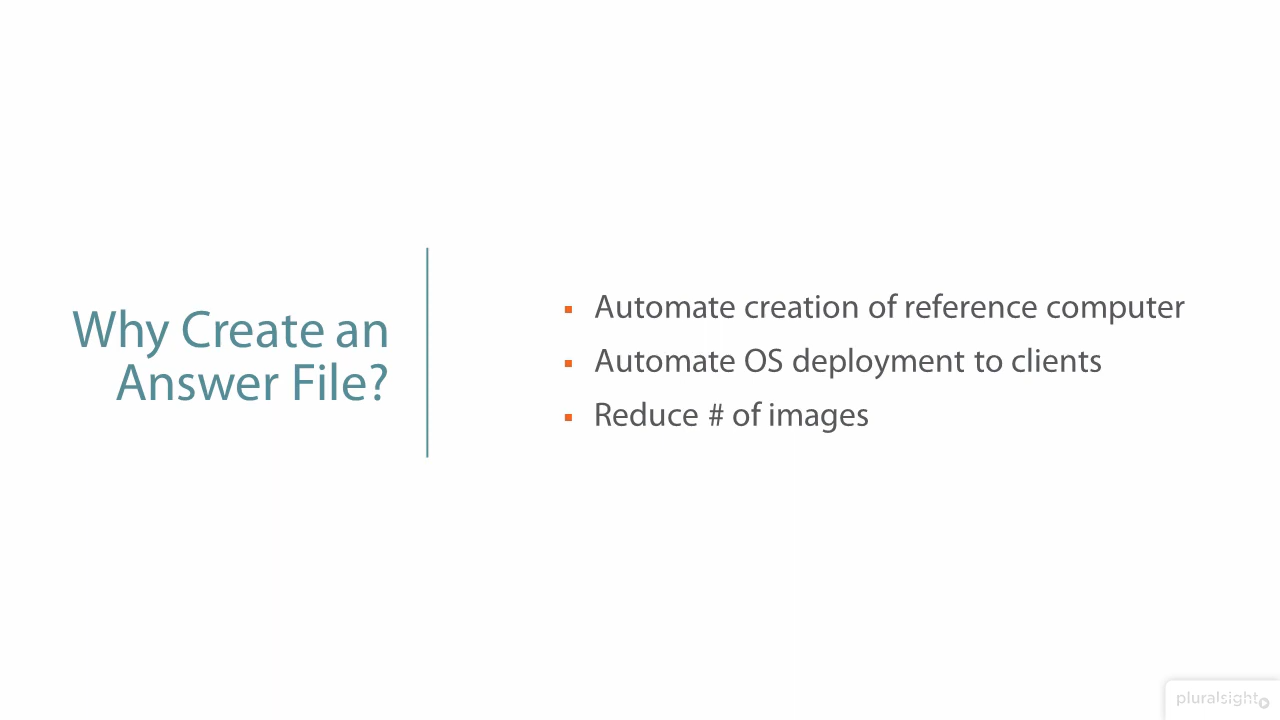 Why Create an
Answer File?
Automate creation of reference computer
Automate OS deployment to clients
Reduce # of images
pluralsight